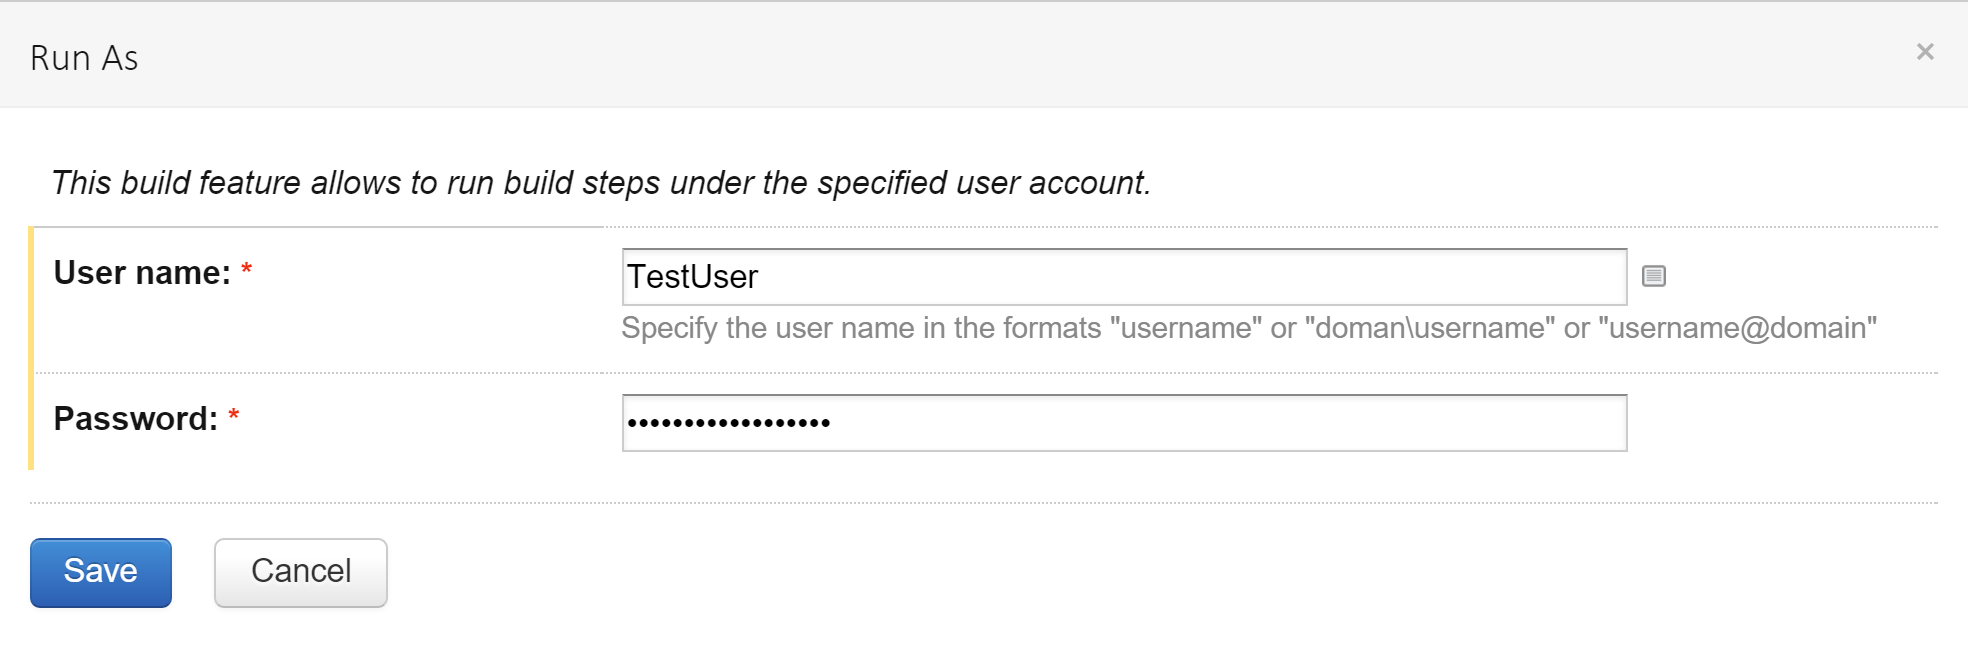 Run As
×
This build feature allows to run build steps under the specified user account.
User name: *
TestUser
Specify the user name in the formats "username" or "doman\username" or "username@domain"
Password: *
••••••••••••••••••
Save
Cancel